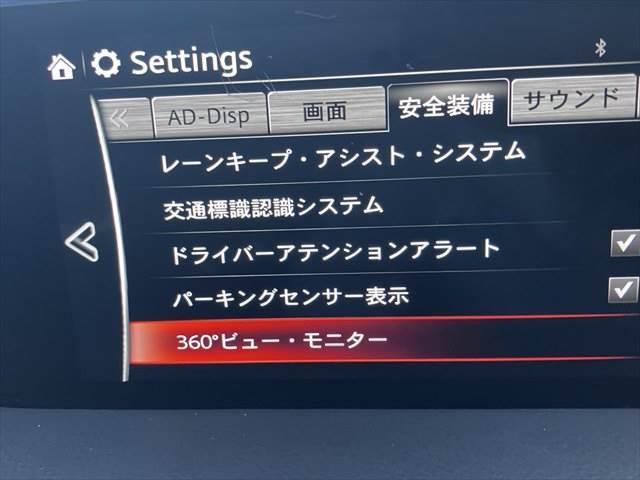 Settings
AD-Disp 画面 安全装備 サウンド
レーンキープ・アシスト・システム
交通標識認識システム
ドライバーアテンションアラート
パーキングセンサー表示
360°ビュー・モニター